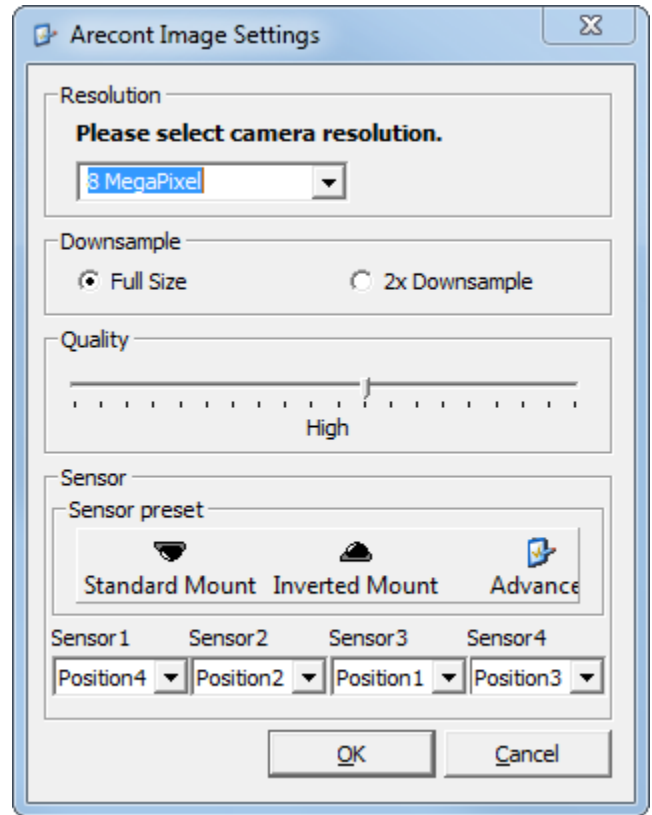 Arecont Image Settings
Resolution
Please select camera resolution.
8 MegaPixel
Downsample
Full Size 2x Downsample
Quality
High
Sensor
Sensor preset
Standard Mount Inverted Mount Advance
Sensor1 Sensor2 Sensor3 Sensor4
Position4 Position2 Position1 Position3
OK Cancel